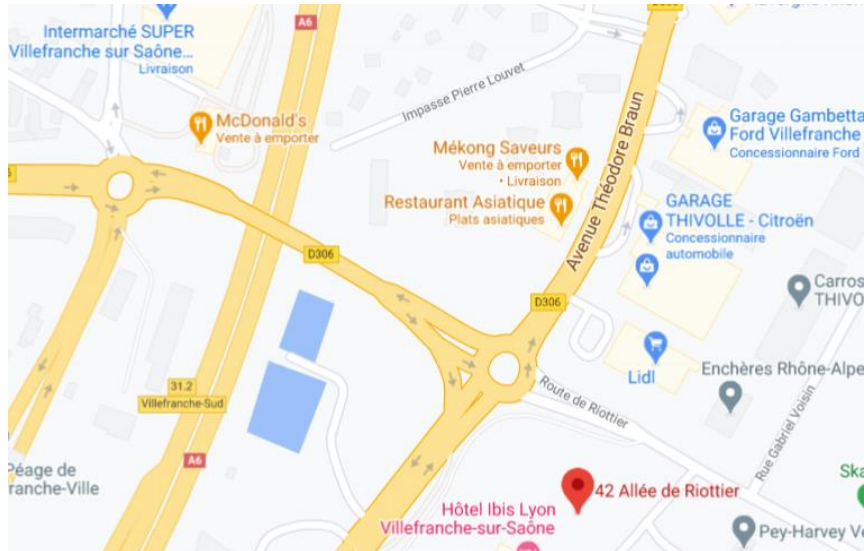 Intermarché SUPER
Villefranche sur Saône...
Livraison
A6
McDonald's
Vente à emporter
Impasse Pierre Louvet
Mékong Saveurs
Vente à emporter
• Livraison
Restaurant Asiatique
Plats asiatiques
Avenue Théodore Braun
Garage Gambetta
Ford Villefranche
Concessionnaire Ford
GARAGE
THIVOLLE - Citroën
Concessionnaire
automobile
D306
D306
Carros
THIVO
Lidl
Enchères Rhône-Alpe
31.2
Villefranche-Sud
Route de Riottier
Rue Gabriel Voisin
A6
Péage de
ranche-Ville
42 Allée de Riottier
Ska
Hôtel Ibis Lyon
Villefranche-sur-Saône
Pey-Harvey Ve